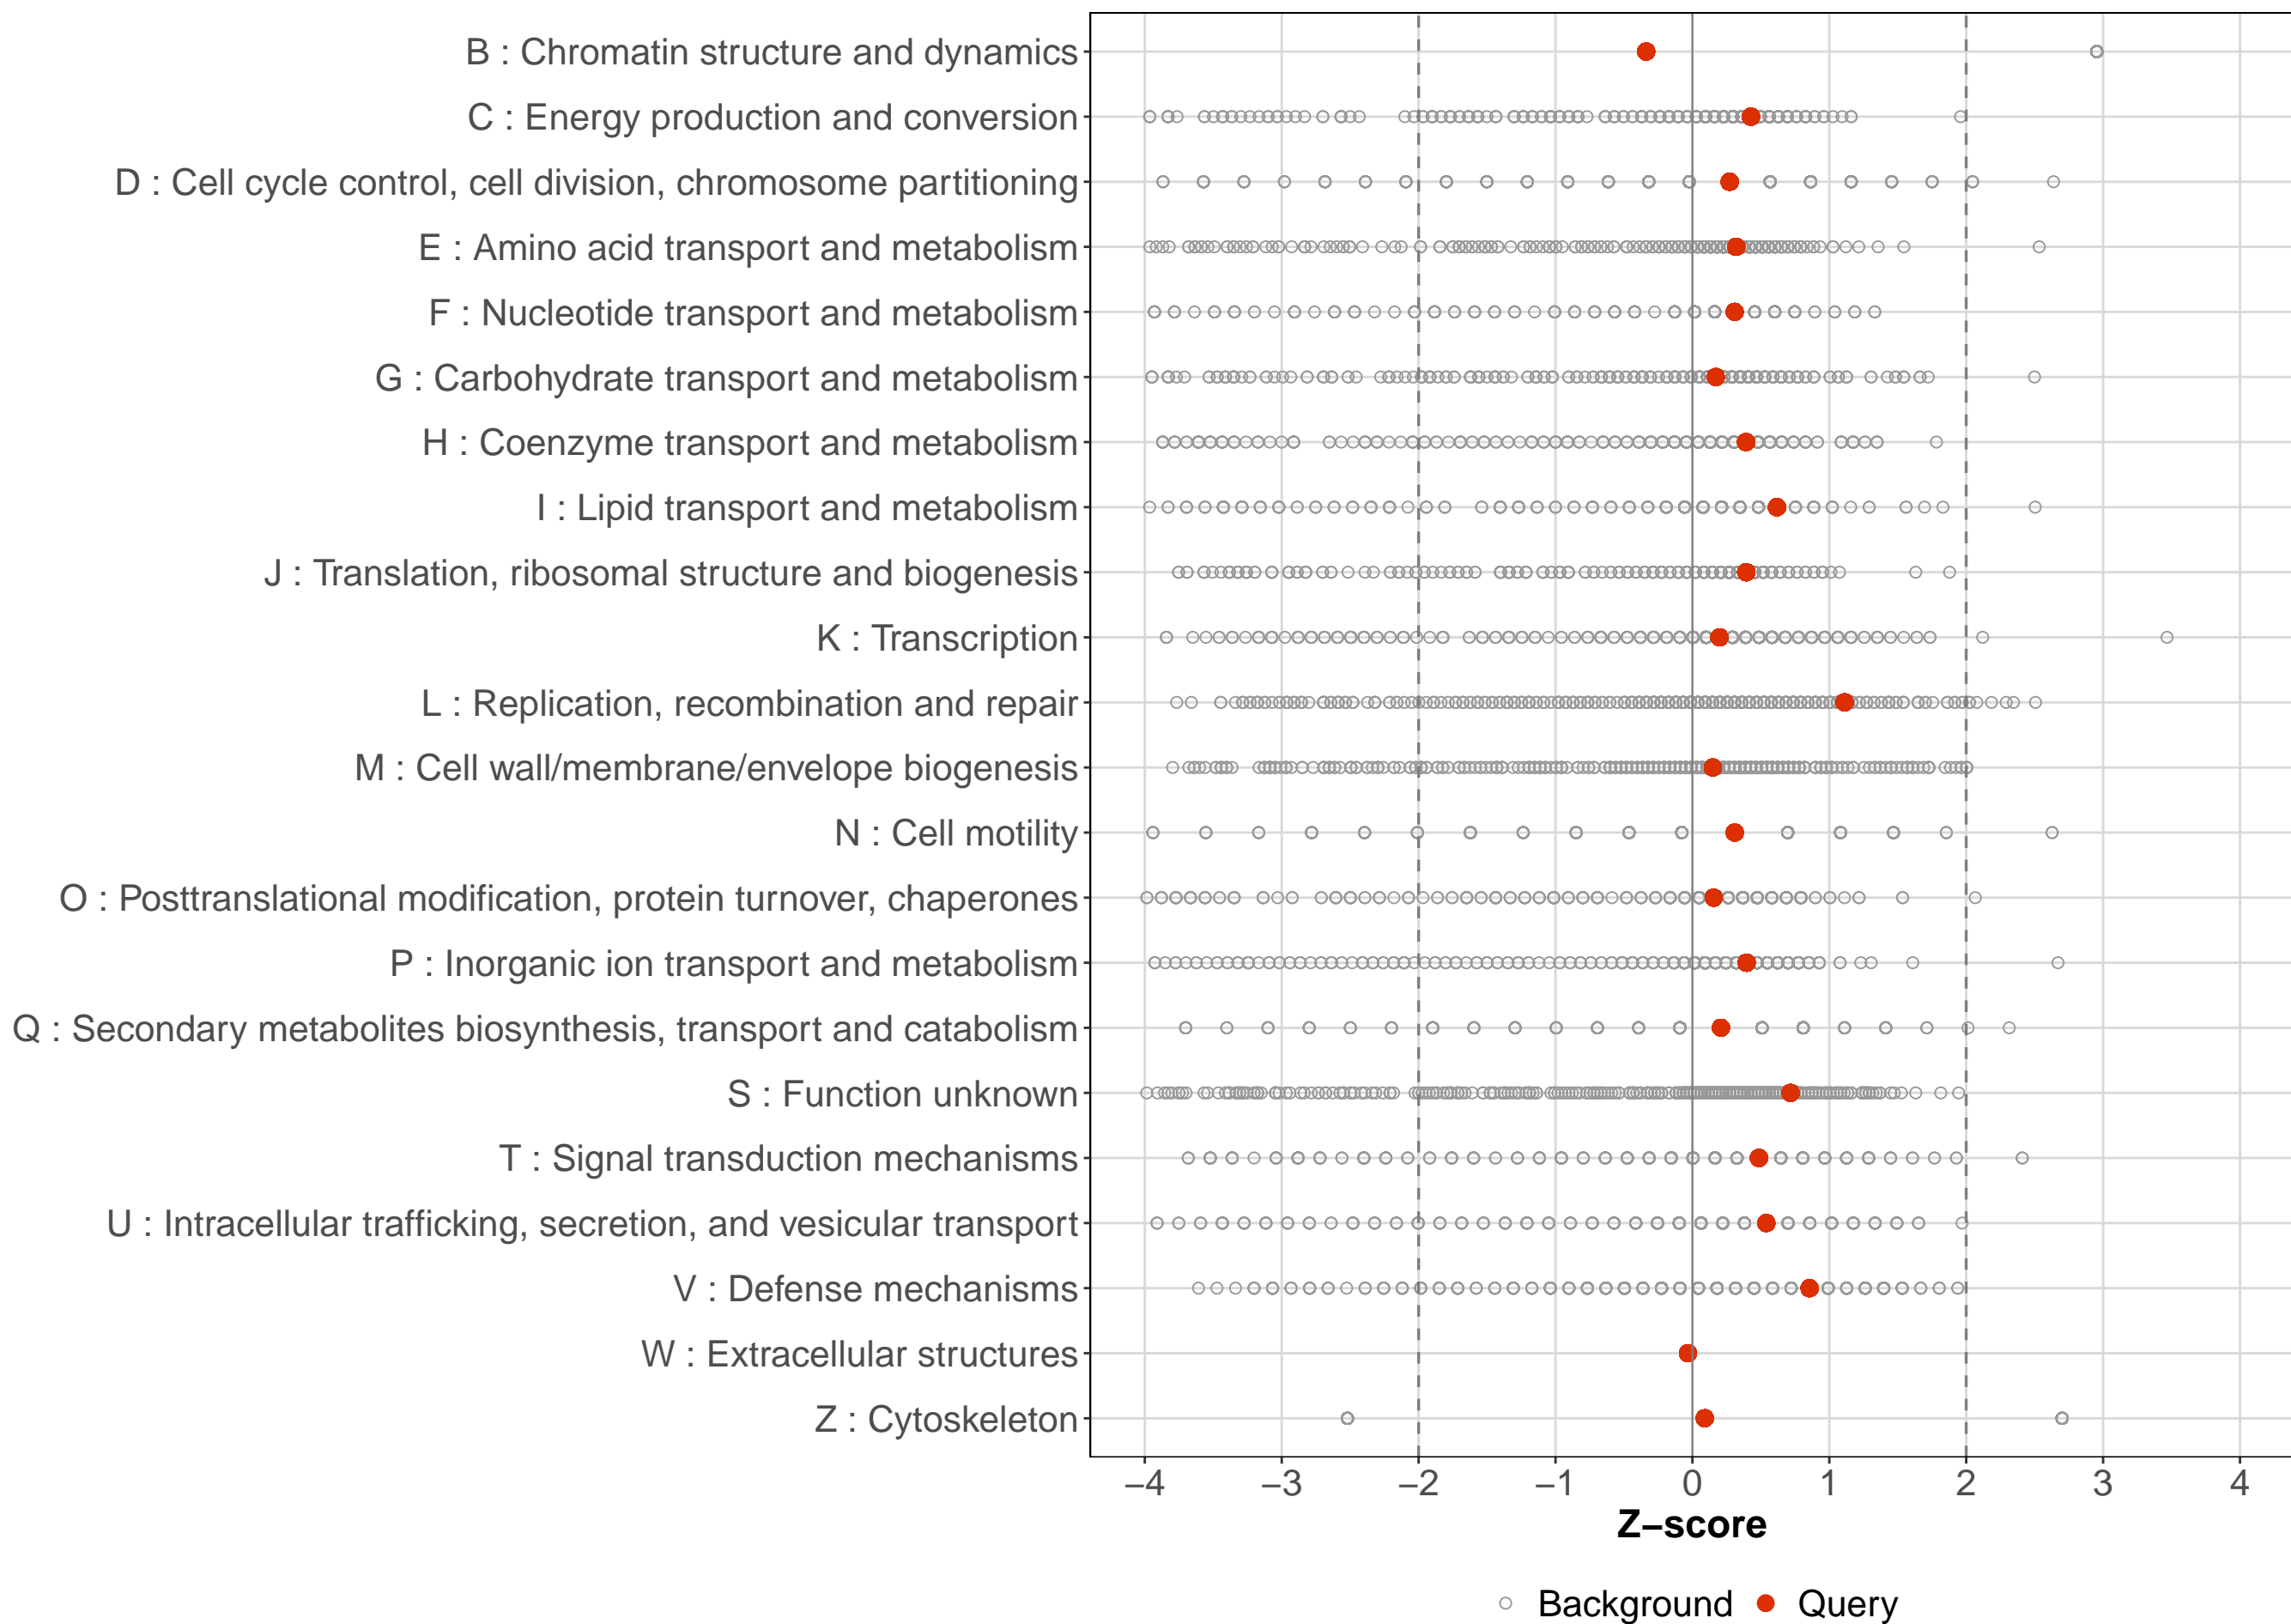 B : Chromatin structure and dynamics
C : Energy production and conversion
D : Cell cycle control, cell division, chromosome partitioning
E : Amino acid transport and metabolism
F : Nucleotide transport and metabolism
G : Carbohydrate transport and metabolism
H : Coenzyme transport and metabolism
I : Lipid transport and metabolism
J : Translation, ribosomal structure and biogenesis
K : Transcription
L : Replication, recombination and repair
M : Cell wall/membrane/envelope biogenesis
N : Cell motility
O : Posttranslational modification, protein turnover, chaperones
P : Inorganic ion transport and metabolism
Q : Secondary metabolites biosynthesis, transport and catabolism
S : Function unknown
T : Signal transduction mechanisms
U : Intracellular trafficking, secretion, and vesicular transport
V : Defense mechanisms
W : Extracellular structures
Z : Cytoskeleton
−4 −3 −2 −1 0 1 2 3 4
Z−score
Background Query